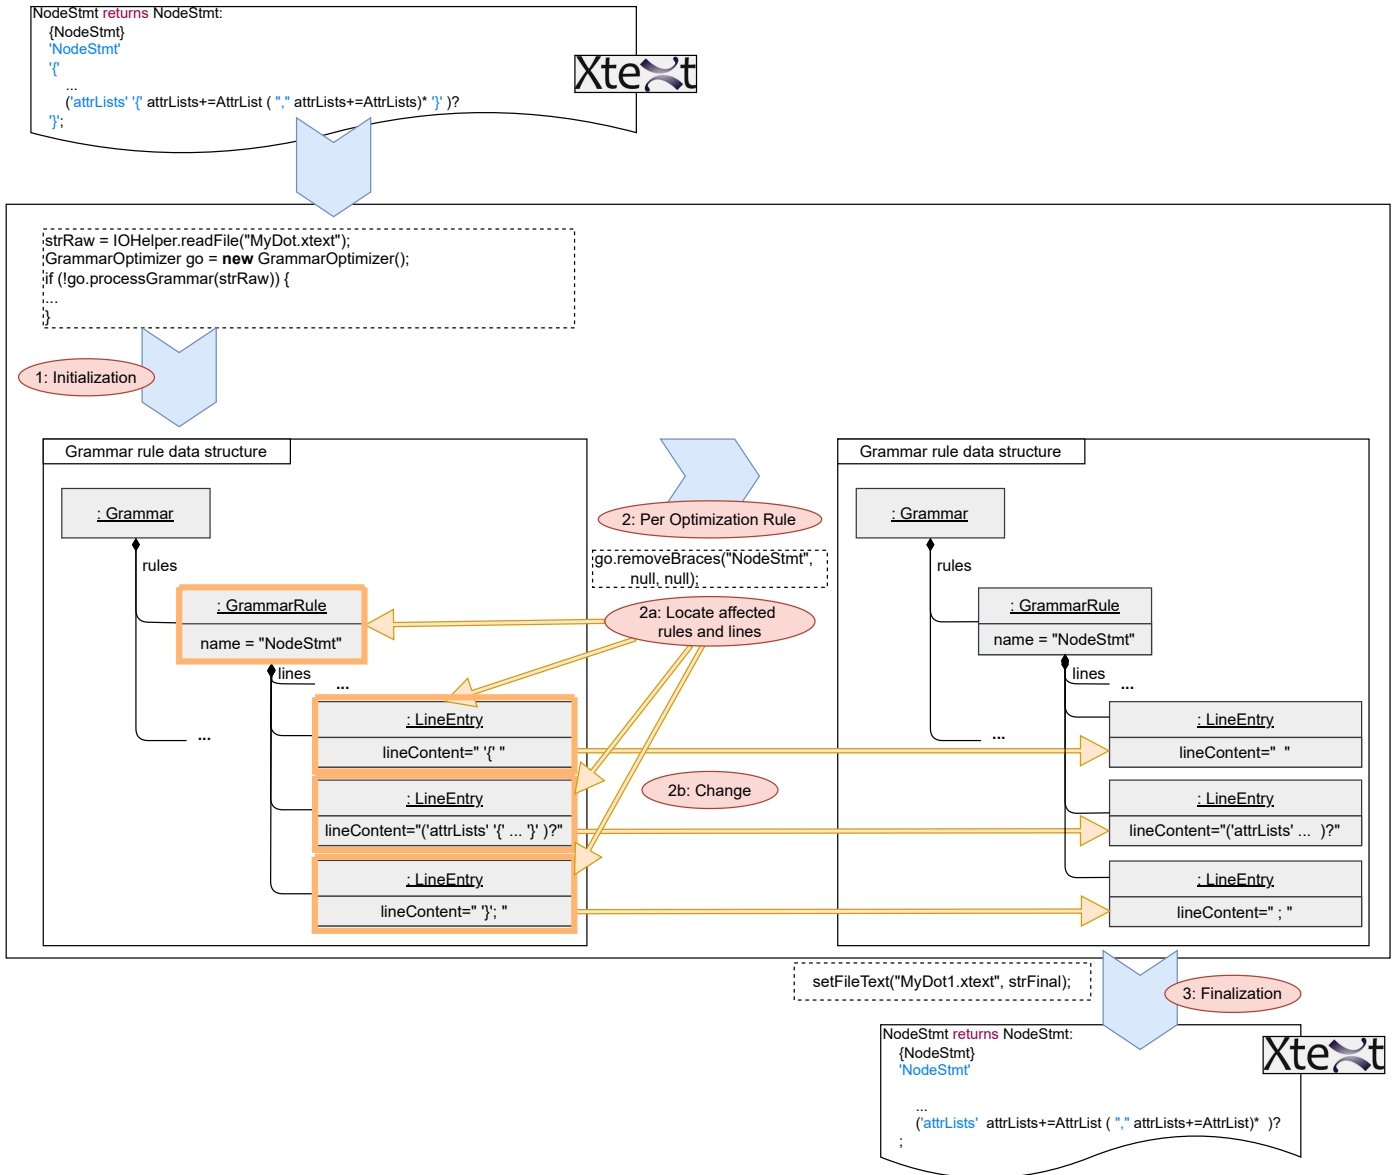 NodeStmt returns NodeStmt:
{NodeStmt}
'NodeStmt'
'{'
...
('attrLists' '{' attrLists+=AttrList ( "," attrLists+=AttrLists)* '}' )?
'}';
Xtext
strRaw = IOHelper.readFile("MyDot.xtext");
GrammarOptimizer go = new GrammarOptimizer();
if (!go.processGrammar(strRaw)) {
...
}
1: Initialization
Grammar rule data structure
: Grammar
rules
: GrammarRule
name = "NodeStmt"
lines
...
: LineEntry
lineContent=" '{' "
...
: LineEntry
lineContent="('attrLists' '{' ... '}' )?"
: LineEntry
lineContent=" '}'; "
2: Per Optimization Rule
go.removeBraces("NodeStmt",
null, null);
2a: Locate affected
rules and lines
2b: Change
Grammar rule data structure
: Grammar
rules
: GrammarRule
name = "NodeStmt"
lines
...
: LineEntry
lineContent="  "
...
: LineEntry
lineContent="('attrLists' ...  )?"
: LineEntry
lineContent=" ; "
setFileText("MyDot1.xtext", strFinal);
3: Finalization
NodeStmt returns NodeStmt:
{NodeStmt}
'NodeStmt'
...
('attrLists'  attrLists+=AttrList ( "," attrLists+=AttrList)*  )?
;
Xtext